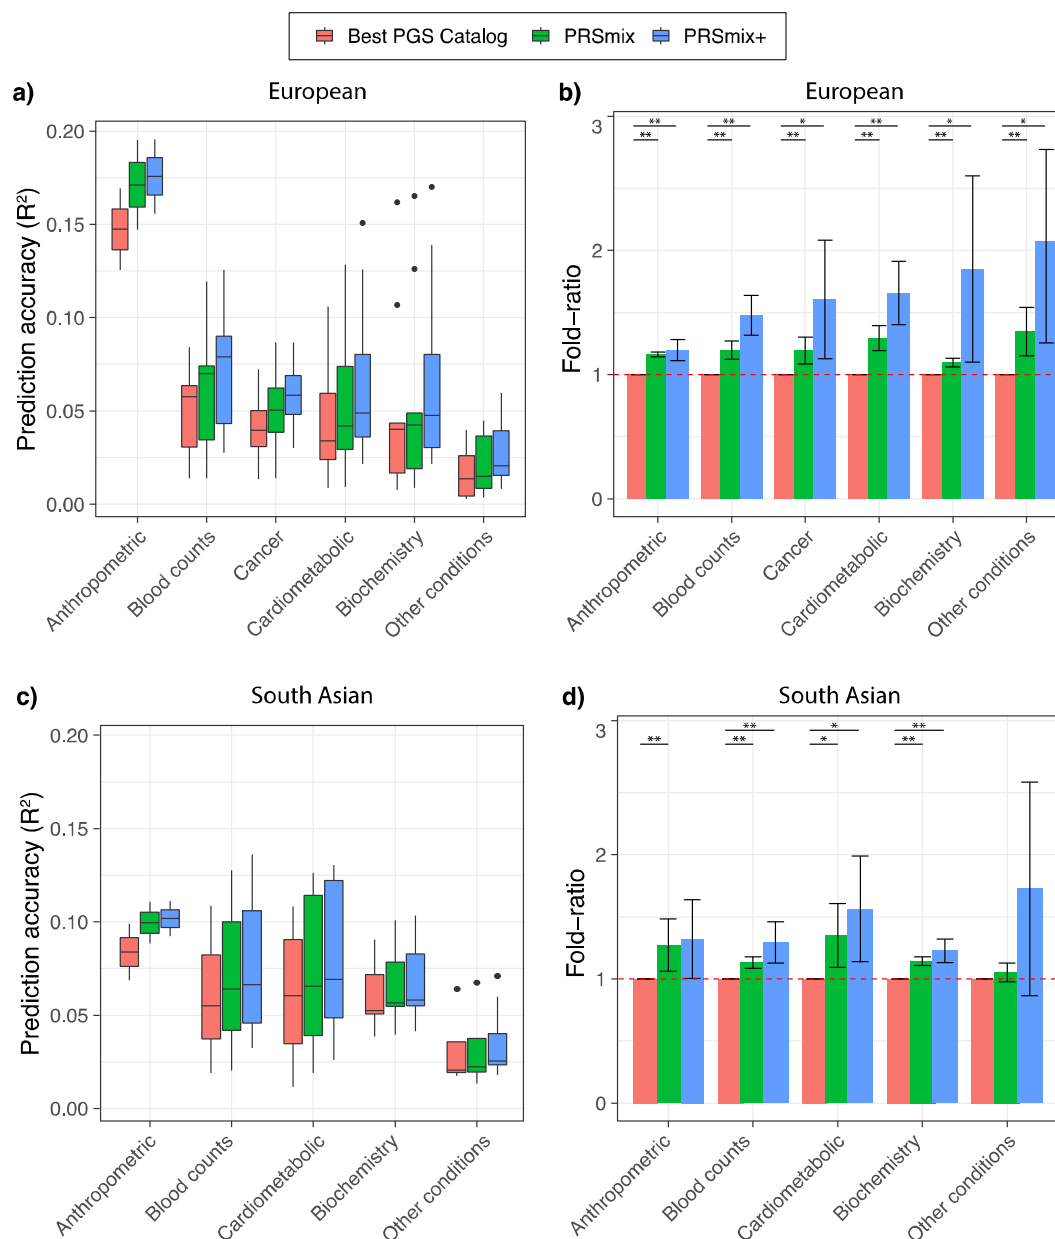 Best PGS Catalog PRSmix PRSmix+
a) European
Prediction accuracy (R²)
0.20
0.15
0.10
0.05
0.00
Anthropometric
Blood counts
Cancer
Cardiometabolic
Biochemistry
Other conditions
b) European
Fold−ratio
3
2
1
0
** ** ** ** * ** ** ** * ** * **
Anthropometric
Blood counts
Cancer
Cardiometabolic
Biochemistry
Other conditions
c) South Asian
Prediction accuracy (R²)
0.20
0.15
0.10
0.05
0.00
Anthropometric
Blood counts
Cardiometabolic
Biochemistry
Other conditions
d) South Asian
Fold−ratio
3
2
1
0
** ** ** * * ** **
Anthropometric
Blood counts
Cardiometabolic
Biochemistry
Other conditions